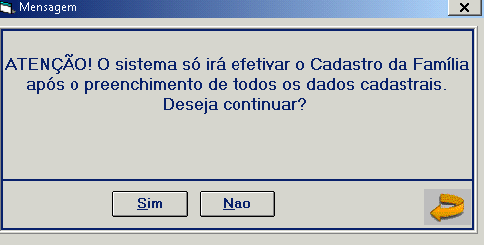 Mensagem
ATENÇÃO! O sistema só irá efetivar o Cadastro da Família
após o preenchimento de todos os dados cadastrais.
Deseja continuar?
Sim Nao